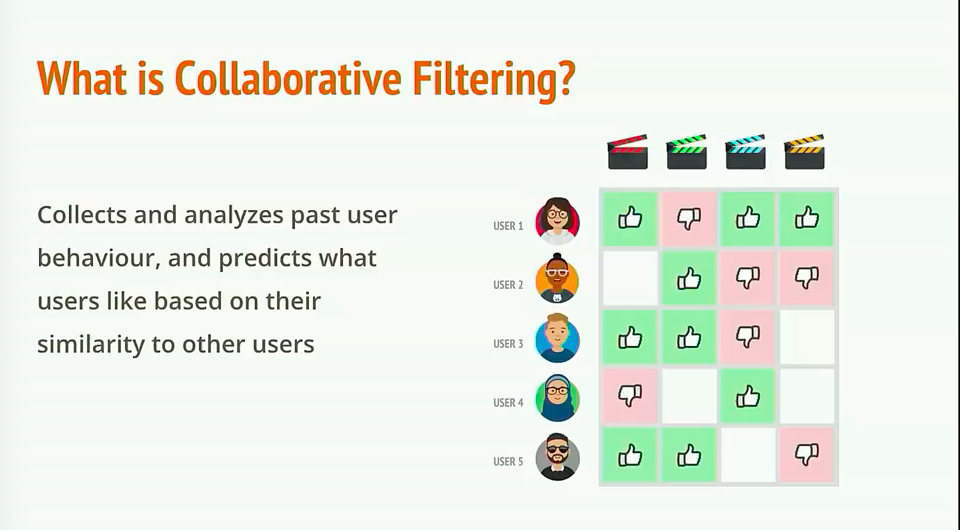 What is Collaborative Filtering?
Collects and analyzes past user
behaviour, and predicts what
users like based on their
similarity to other users
USER 1
USER 2
USER 3
USER 4
USER 5